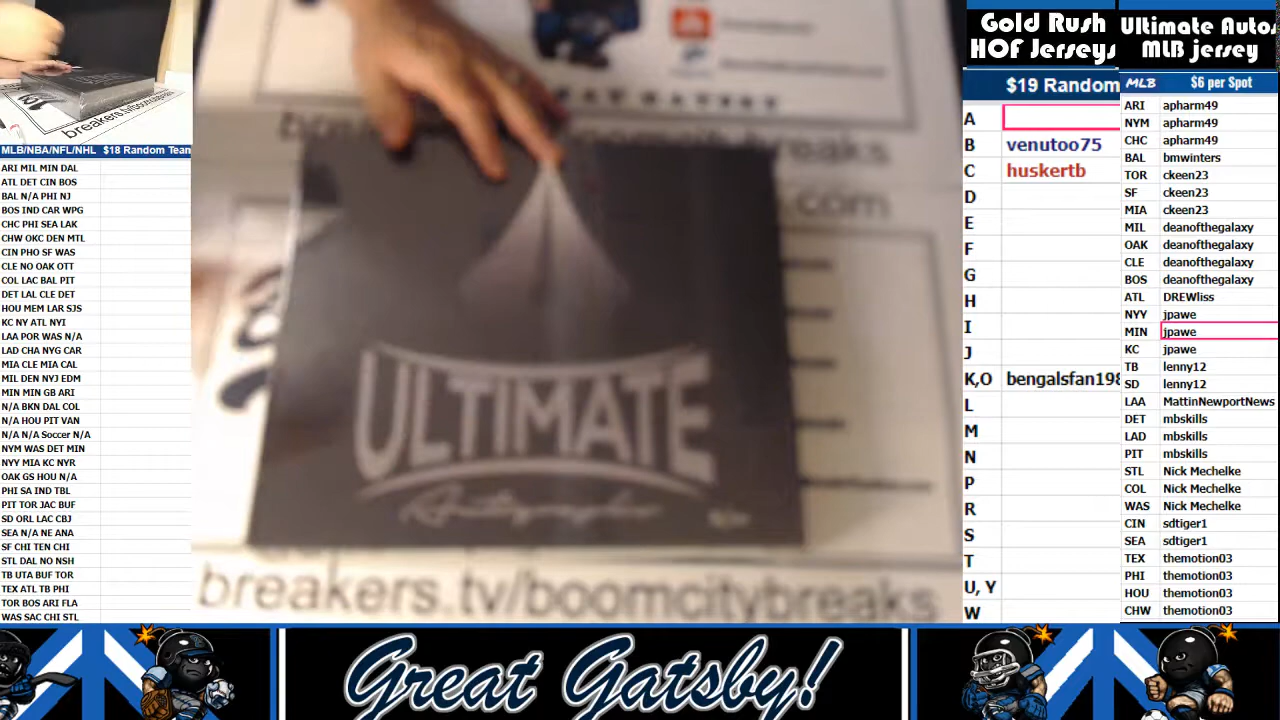 MLB/NBA/NFL/NHL $18 Random Team
ARI MIL MIN DAL
ATL DET CIN BOS
BAL N/A PHI NJ
BOS IND CAR WPG
CHC PHI SEA LAK
CHW OKC DEN MTL
CIN PHO SF WAS
CLE NO OAK OTT
COL LAC BAL PIT
DET LAL CLE DET
HOU MEM LAR SJS
KC NY ATL NYI
LAA POR WAS N/A
LAD CHA NYG CAR
MIA CLE MIA CAL
MIL DEN NYJ EDM
MIN MIN GB ARI
N/A BKN DAL COL
N/A HOU PIT VAN
N/A N/A Soccer N/A
NYM WAS DET MIN
NYY MIA KC NYR
OAK GS HOU N/A
PHI SA IND TBL
PIT TOR JAC BUF
SD ORL LAC CBJ
SEA N/A NE ANA
SF CHI TEN CHI
STL DAL NO NSH
TB UTA BUF TOR
TEX ATL TB PHI
TOR BOS ARI FLA
WAS SAC CHI STL
breaks
.com
ULTIMATE
Autographs
breakers.tv/boomcitybreaks
Gold Rush
HOF Jerseys
$19 Random
A
B venutoo75
C huskertb
D
E
F
G
H
I
J
K,O bengalsfan198
L
M
N
P
R
S
T
U, Y
W
Ultimate Autos
MLB jersey
MLB $6 per Spot
ARI apharm49
NYM apharm49
CHC apharm49
BAL bmwinters
TOR ckeen23
SF ckeen23
MIA ckeen23
MIL deanofthegalaxy
OAK deanofthegalaxy
CLE deanofthegalaxy
BOS deanofthegalaxy
ATL DREWliss
NYY jpawe
MIN jpawe
KC jpawe
TB lenny12
SD lenny12
LAA MattinNewportNews
DET mbskills
LAD mbskills
PIT mbskills
STL Nick Mechelke
COL Nick Mechelke
WAS Nick Mechelke
CIN sdtiger1
SEA sdtiger1
TEX themotion03
PHI themotion03
HOU themotion03
CHW themotion03
Great Gatsby!